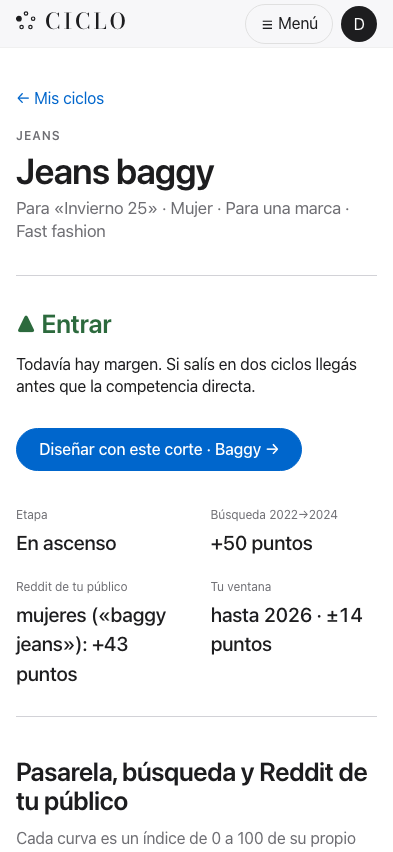 CICLO
≡ Menú
D
← Mis ciclos
JEANS
Jeans baggy
Para «Invierno 25» · Mujer · Para una marca ·
Fast fashion
▲ Entrar
Todavía hay margen. Si salís en dos ciclos llegás
antes que la competencia directa.
Diseñar con este corte · Baggy →
Etapa
En ascenso
Búsqueda 2022→2024
+50 puntos
Reddit de tu público
mujeres («baggy
jeans»): +43
puntos
Tu ventana
hasta 2026 · ±14
puntos
Pasarela, búsqueda y Reddit de
tu público
Cada curva es un índice de 0 a 100 de su propio